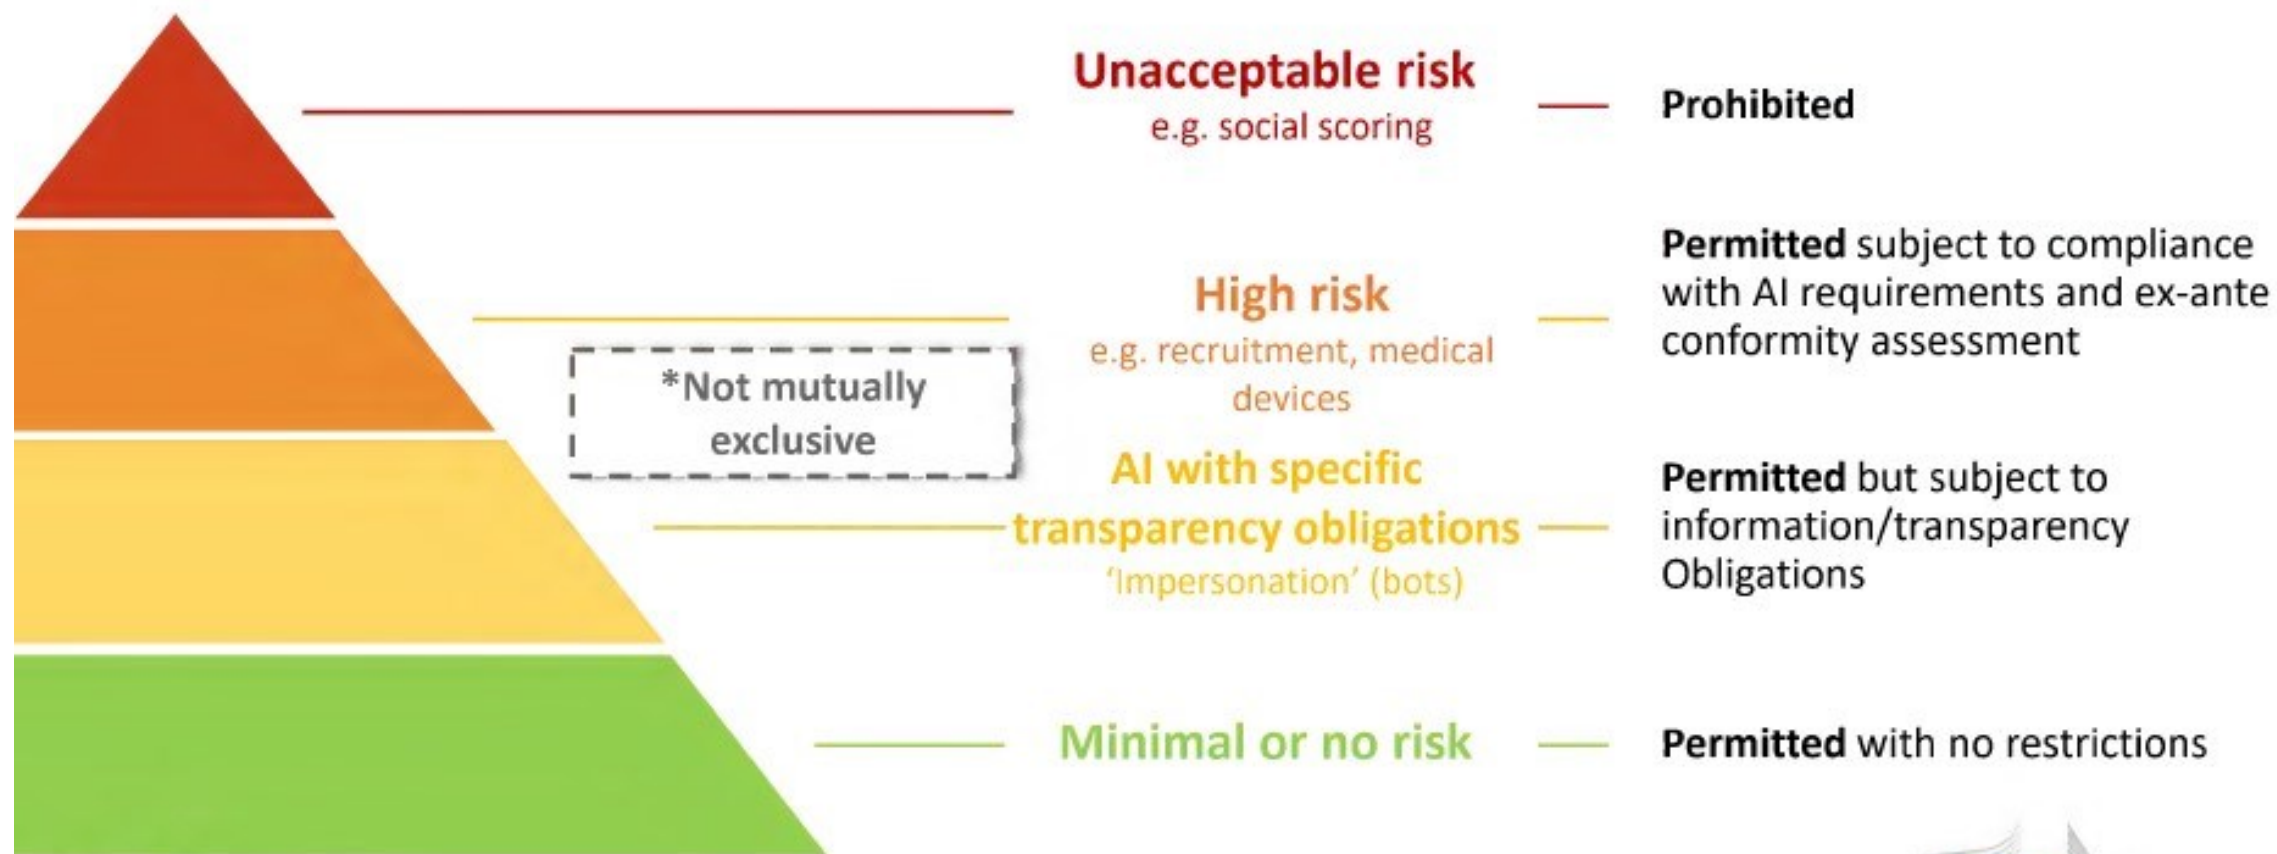 Unacceptable risk
e.g. social scoring
Prohibited
High risk
e.g. recruitment, medical
devices
Permitted subject to compliance
with AI requirements and ex-ante
conformity assessment
*Not mutually
exclusive
AI with specific
transparency obligations
‘Impersonation’ (bots)
Permitted but subject to
information/transparency
Obligations
Minimal or no risk
Permitted with no restrictions